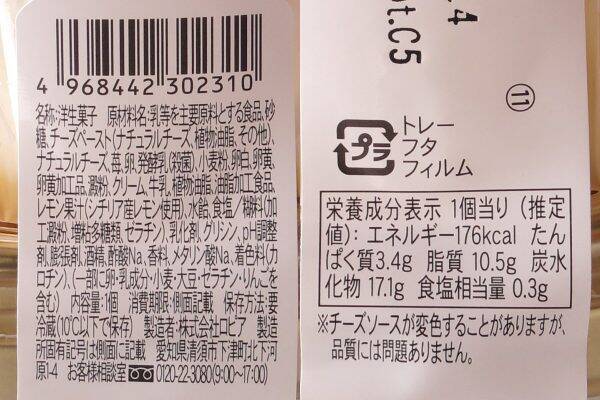 4 968442 302310
名称:洋生菓子 原材料名:乳等を主要原料とする食品、砂
糖、チーズペースト(ナチュラルチーズ、植物油脂、その他)、
ナチュラルチーズ、苺、卵、発酵乳(殺菌)、小麦粉、卵白、卵黄、
卵黄加工品、澱粉、クリーム、牛乳、植物油脂、油脂加工食品、
レモン果汁(シチリア産レモン使用)、水飴、食塩/糊料(加
工澱粉、増粘多糖類、ゼラチン)、乳化剤、グリシン、pH調整
剤、膨張剤、酒精、酢酸Na、香料、メタリン酸Na、着色料(カ
ロチン)、(一部に卵・乳成分・小麦・大豆・ゼラチン・りんごを
含む) 内容量:1個 消費期限:側面記載 保存方法:要
冷蔵(10℃以下で保存) 製造者:株式会社ロピア 製造
所固有記号は側面に記載 愛知県清須市下津町北下河
原1-4 お客様相談室 0120-22-3080(9:00〜17:00)
4
t.C5
⑪
プラ
トレー
フタ
フィルム
栄養成分表示 1個当り (推定
値): エネルギー176kcal たん
ぱく質3.4g 脂質 10.5g 炭水
化物 17.1g 食塩相当量 0.3g
※チーズソースが変色することがありますが、
品質には問題ありません。